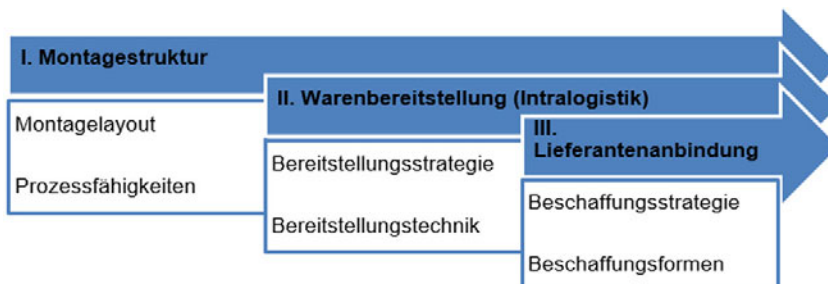 I. Montagestruktur
Montagelayout
Prozessfähigkeiten
II. Warenbereitstellung (Intralogistik)
Bereitstellungsstrategie
Bereitstellungstechnik
III.
Lieferantenanbindung
Beschaffungsstrategie
Beschaffungsformen